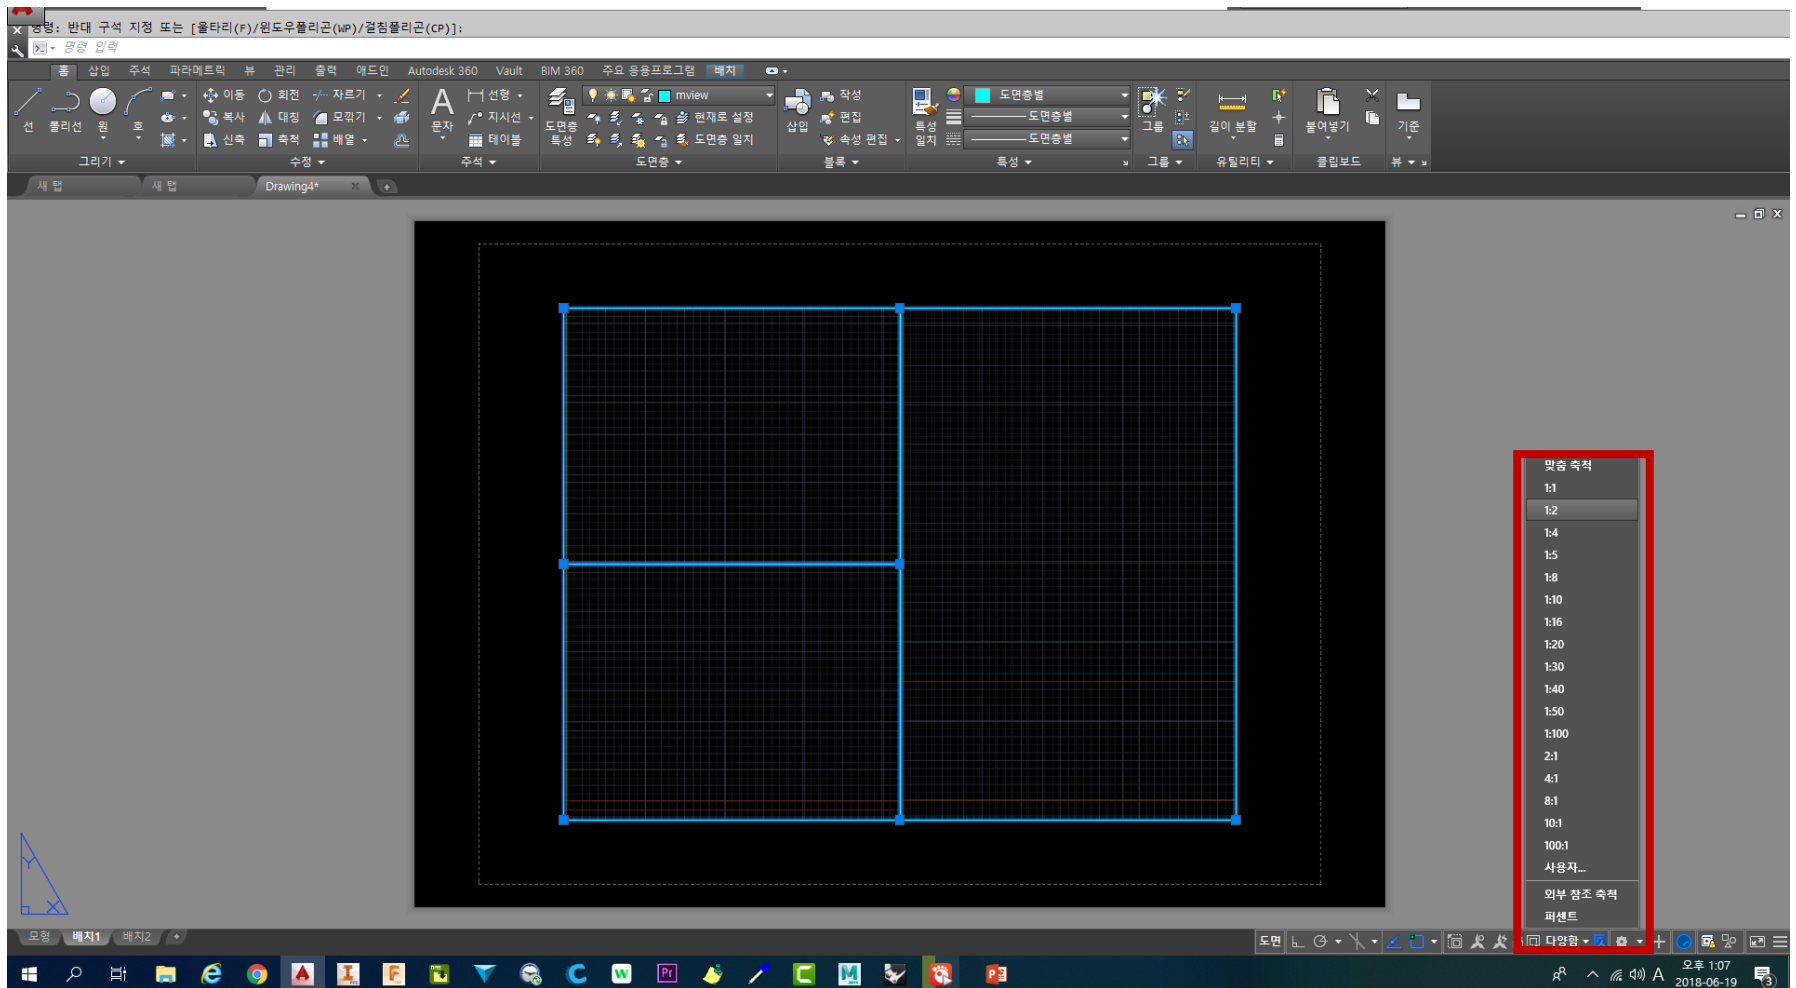 명령: 반대 구석 지정 또는 [울타리(F)/윈도우폴리곤(WP)/걸침폴리곤(CP)]:
명령 입력
홈 삽입 주석 파라메트릭 뷰 관리 출력 애드인 Autodesk 360 Vault BIM 360 주요 응용프로그램 배치
이동 회전 자르기 선형 mview 작성 도면층별
복사 대칭 모깎기 지시선 현재로 설정 편집 도면층별
신축 축척 배열 테이블 도면층 일치 속성 편집 도면층별
선 폴리선 원 호 문자 도면층 특성 삽입 특성 일치 그룹 길이 분할 붙여넣기 기준
그리기 수정 주석 도면층 블록 특성 그룹 유틸리티 클립보드 뷰
새 탭 새 탭 Drawing4*
맞춤 축척
1:1
1:2
1:4
1:5
1:8
1:10
1:16
1:20
1:30
1:40
1:50
1:100
2:1
4:1
8:1
10:1
100:1
사용자...
외부 참조 축척
퍼센트
Y
X
모형 배치1 배치2 +
도면 다양함
A 오후 1:07
2018-06-19